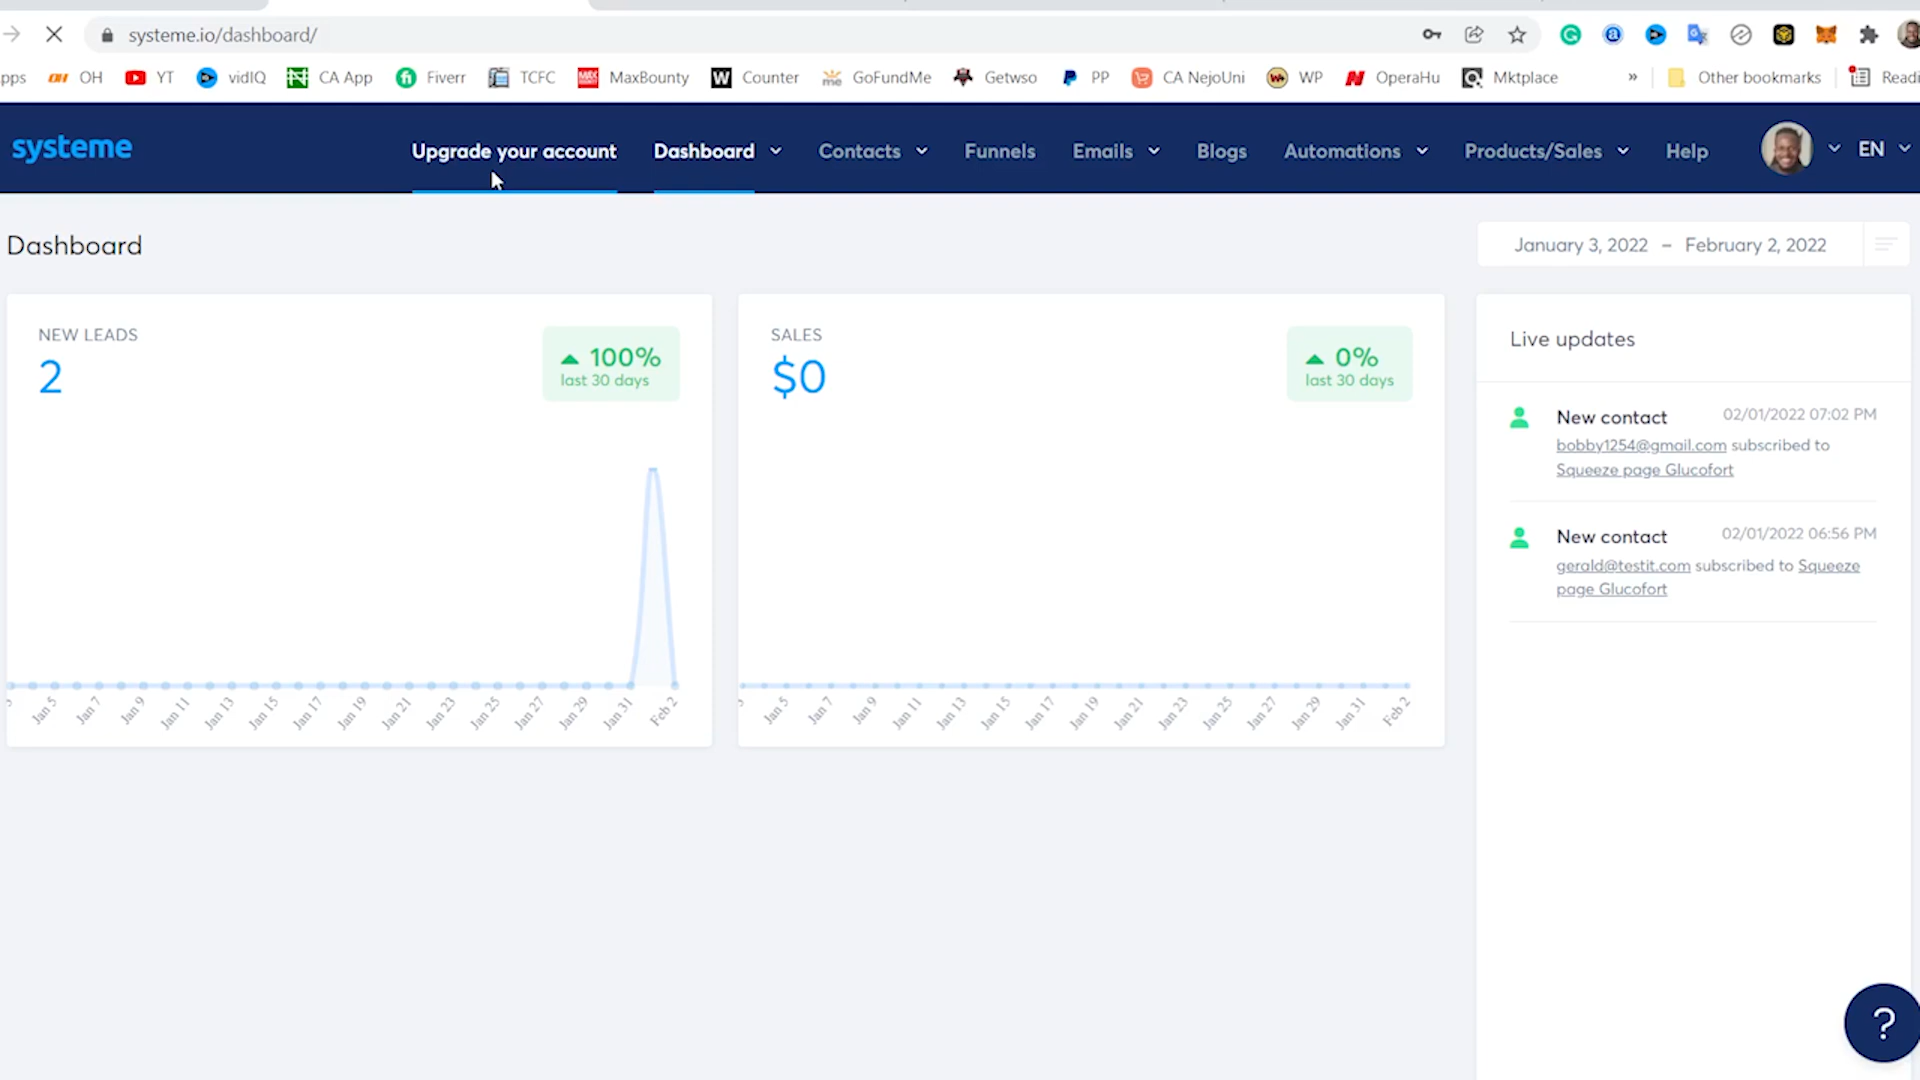 systeme.io/dashboard/
pps OH YT vidIQ CA App Fiverr TCFC MaxBounty Counter GoFundMe Getwso PP CA NejoUni WP OperaHu Mktplace » Other bookmarks Readi
systeme Upgrade your account Dashboard Contacts Funnels Emails Blogs Automations Products/Sales Help EN
Dashboard
January 3, 2022 – February 2, 2022
NEW LEADS
2
100%
last 30 days
Jan 5 Jan 7 Jan 9 Jan 11 Jan 13 Jan 15 Jan 17 Jan 19 Jan 21 Jan 23 Jan 25 Jan 27 Jan 29 Jan 31 Feb 2
SALES
$0
0%
last 30 days
Jan 5 Jan 7 Jan 9 Jan 11 Jan 13 Jan 15 Jan 17 Jan 19 Jan 21 Jan 23 Jan 25 Jan 27 Jan 29 Jan 31 Feb 2
Live updates
New contact 02/01/2022 07:02 PM
bobby1254@gmail.com subscribed to
Squeeze page Glucofort
New contact 02/01/2022 06:56 PM
gerald@testit.com subscribed to Squeeze
page Glucofort
?